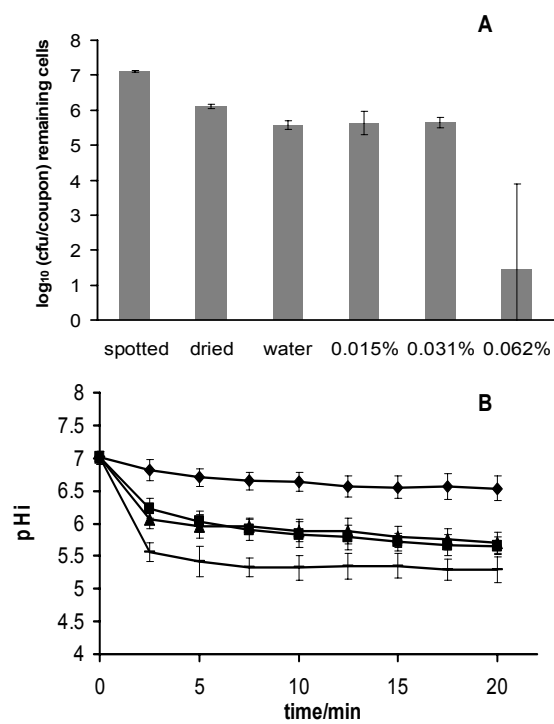 A
log₁₀ (cfu/coupon) remaining cells
8
7
6
5
4
3
2
1
0
spotted dried water 0.015% 0.031% 0.062%
B
pHi
8
7.5
7
6.5
6
5.5
5
4.5
4
0 5 10 15 20
time/min